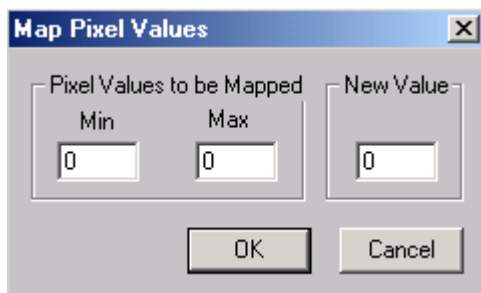 Map Pixel Values
Pixel Values to be Mapped New Value
Min Max
0 0 0
OK Cancel